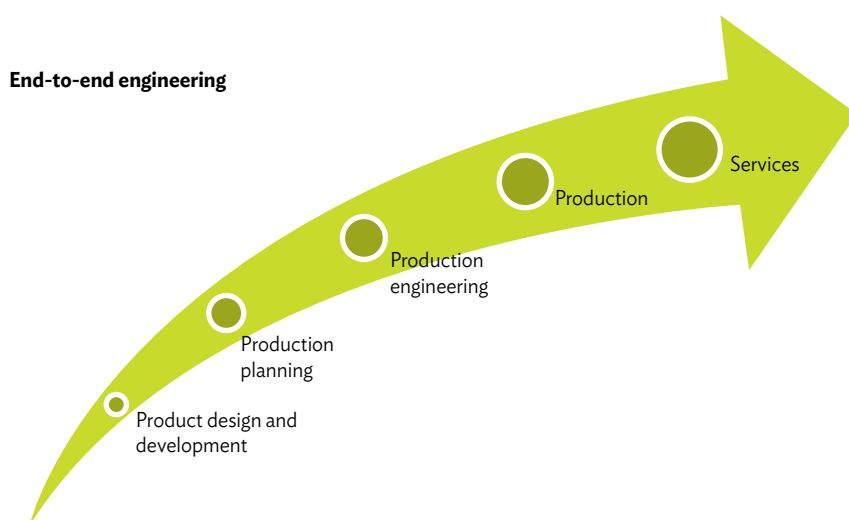 End-to-end engineering
Services
Production
Production
engineering
Production
planning
Product design and
development